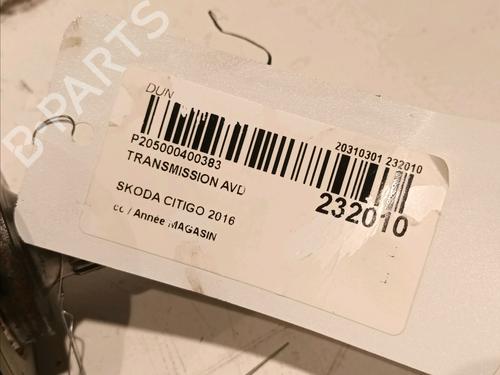 B-PARTS
DUN
P205000400383
20310301 232010
TRANSMISSION AVD
232010
SKODA CITIGO 2016
cc / Année MAGASIN